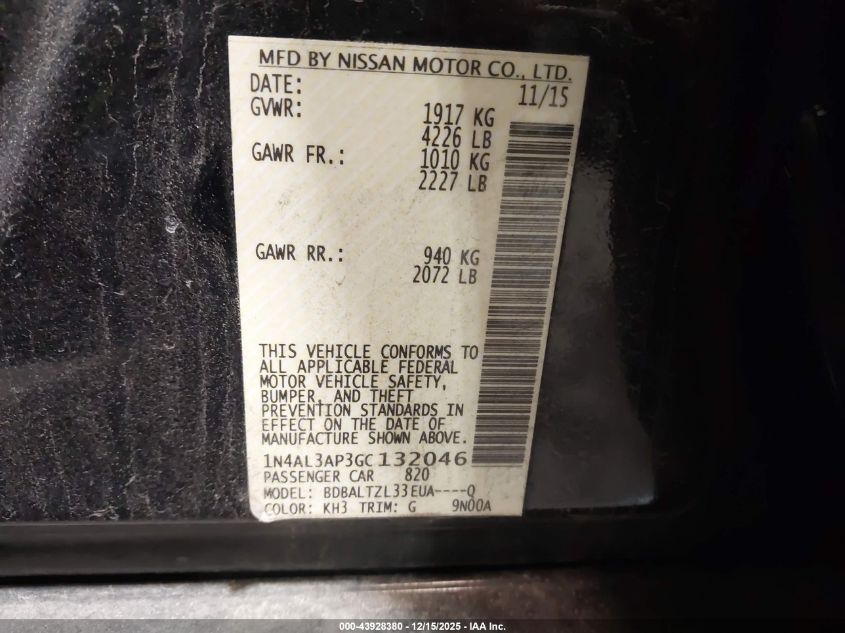 MFD BY NISSAN MOTOR CO., LTD.
DATE: 11/15
GVWR: 1917 KG
4226 LB
GAWR FR.: 1010 KG
2227 LB
GAWR RR.: 940 KG
2072 LB
THIS VEHICLE CONFORMS TO
ALL APPLICABLE FEDERAL
MOTOR VEHICLE SAFETY,
BUMPER, AND THEFT
PREVENTION STANDARDS IN
EFFECT ON THE DATE OF
MANUFACTURE SHOWN ABOVE.
1N4AL3AP3GC132046
PASSENGER CAR 820
MODEL: BDBALTZL33EUA----Q
COLOR: KH3 TRIM: G 9N00A
000-43928380 - 12/15/2025 - IAA Inc.